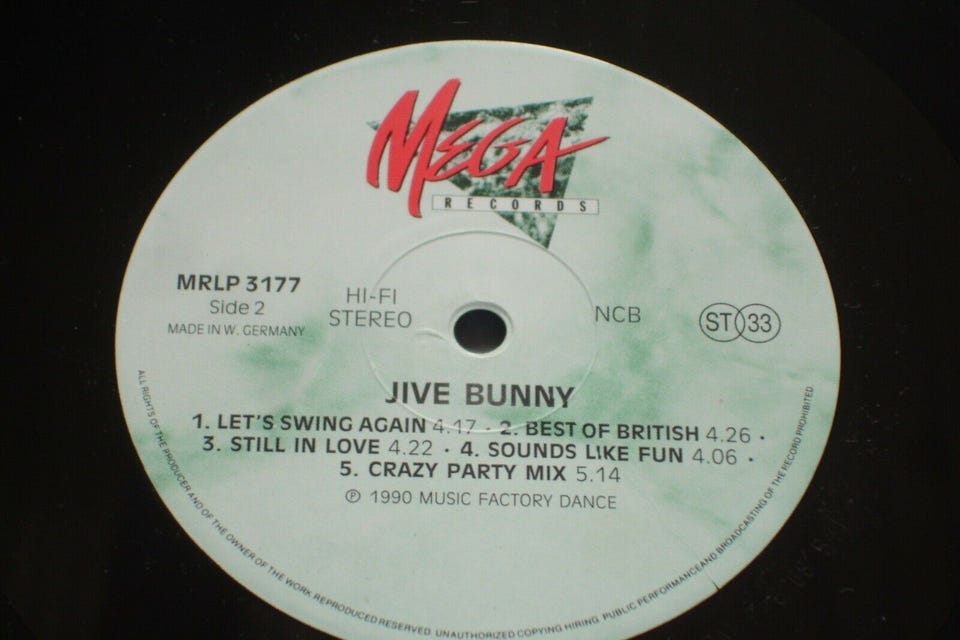 MEGA
RECORDS
MRLP 3177
Side 2
MADE IN W. GERMANY
HI-FI
STEREO
NCB
ST 33
JIVE BUNNY
1. LET'S SWING AGAIN 4.17 · 2. BEST OF BRITISH 4.26 ·
3. STILL IN LOVE 4.22 · 4. SOUNDS LIKE FUN 4.06 ·
5. CRAZY PARTY MIX 5.14
℗ 1990 MUSIC FACTORY DANCE
ALL RIGHTS OF THE PRODUCER AND OF THE OWNER OF THE WORK REPRODUCED RESERVED. UNAUTHORIZED COPYING HIRING. PUBLIC PERFORMANCE AND BROADCASTING OF THE RECORD PROHIBITED